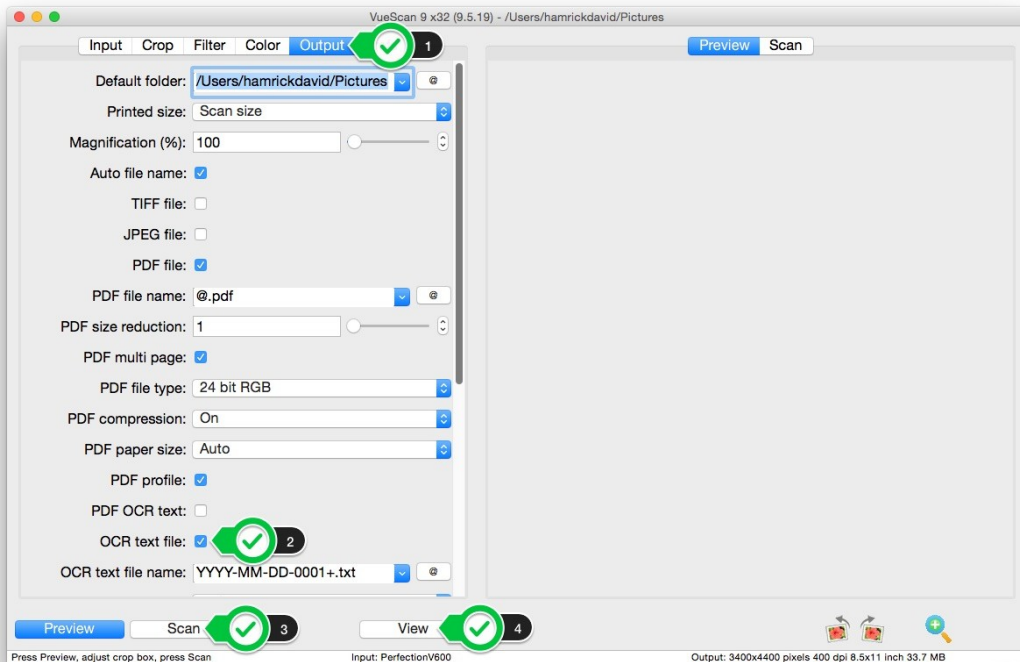 VueScan 9 x32 (9.5.19) - /Users/hamrickdavid/Pictures
Input Crop Filter Color Output 1
Preview Scan
Default folder: /Users/hamrickdavid/Pictures @
Printed size: Scan size
Magnification (%): 100
Auto file name:
TIFF file:
JPEG file:
PDF file:
PDF file name: @.pdf @
PDF size reduction: 1
PDF multi page:
PDF file type: 24 bit RGB
PDF compression: On
PDF paper size: Auto
PDF profile:
PDF OCR text:
OCR text file: 2
OCR text file name: YYYY-MM-DD-0001+.txt @
Preview Scan 3 View 4
Press Preview, adjust crop box, press Scan Input: PerfectionV600 Output: 3400x4400 pixels 400 dpi 8.5x11 inch 33.7 MB